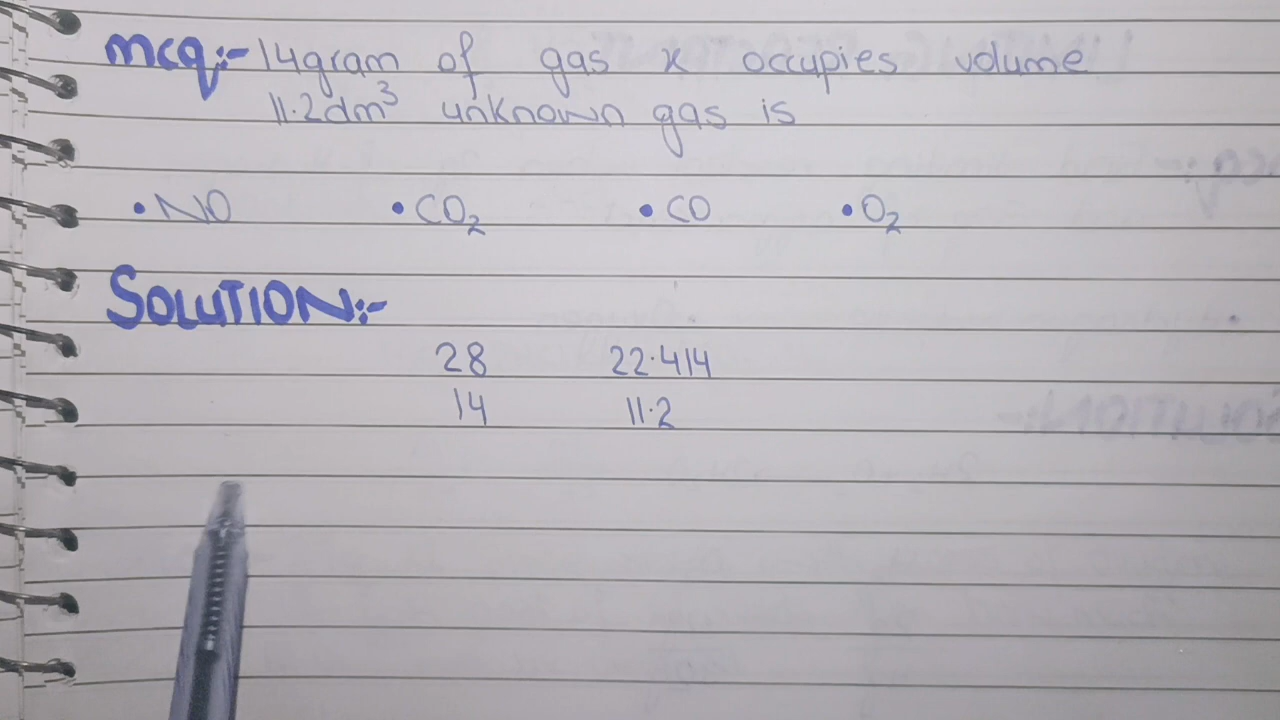 mcq:- 14gram of gas x occupies volume
11.2dm³ unknown gas is
• NO • CO₂ • CO • O₂
SOLUTION:-
28 22.414
14 11.2